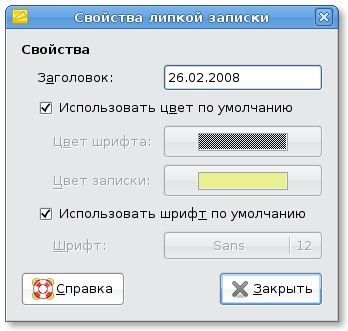 Свойства липкой записки
Свойства
Заголовок: 26.02.2008
Использовать цвет по умолчанию
Цвет шрифта:
Цвет записки:
Использовать шрифт по умолчанию
Шрифт: Sans 12
Справка Закрыть